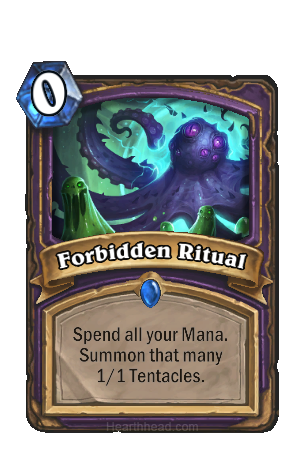 0
Forbidden Ritual
Spend all your Mana.
Summon that many
1/1 Tentacles.
Hearthhead.com